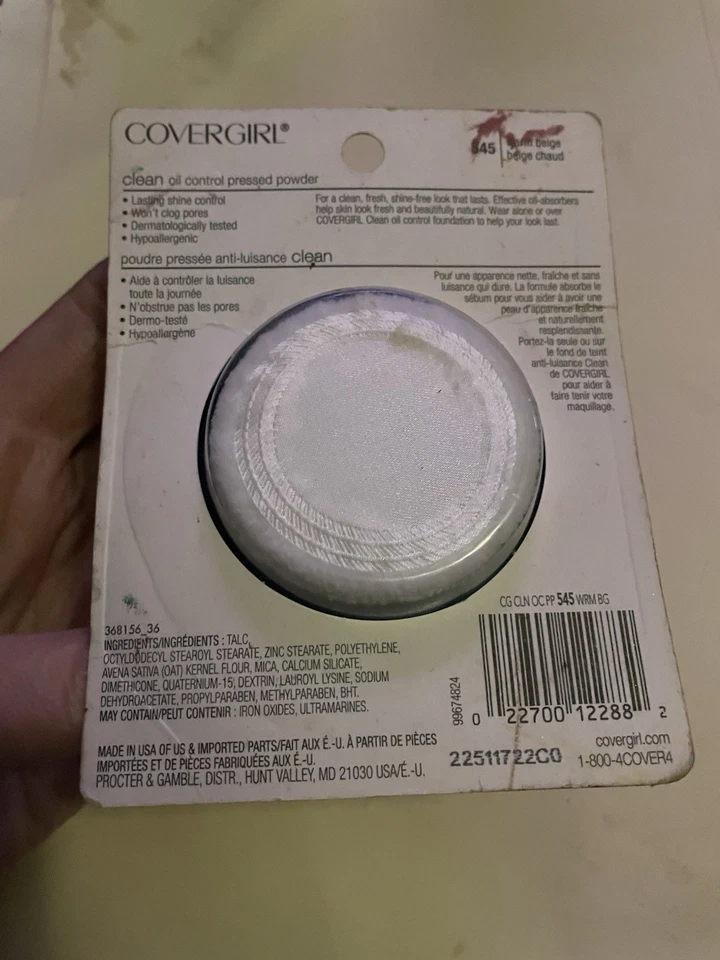 COVERGIRL®
545
beige
beige chaud
clean oil control pressed powder
• Lasting shine control
• Won't clog pores
• Dermatologically tested
• Hypoallergenic
For a clean, fresh, shine-free look that lasts. Effective oil-absorbers
help skin look fresh and beautifully natural. Wear alone or over
COVERGIRL Clean oil control foundation to help your look last.
poudre pressée anti-luisance clean
• Aide à contrôler la luisance
toute la journée
• N'obstrue pas les pores
• Dermo-testé
• Hypoallergène
Pour une apparence nette, fraîche et sans
luisance qui dure. La formule absorbe le
sébum pour vous aider à avoir une
peau d'apparence fraîche
et naturellement
resplendissante.
Portez-la seule ou sur
le fond de teint
anti-luisance Clean
de COVERGIRL
pour aider à
faire tenir votre
maquillage.
368156_36
INGREDIENTS/INGRÉDIENTS : TALC,
OCTYLDODECYL STEAROYL STEARATE, ZINC STEARATE, POLYETHYLENE,
AVENA SATIVA (OAT) KERNEL FLOUR, MICA, CALCIUM SILICATE,
DIMETHICONE, QUATERNIUM-15, DEXTRIN, LAUROYL LYSINE, SODIUM
DEHYDROACETATE, PROPYLPARABEN, METHYLPARABEN, BHT.
MAY CONTAIN/PEUT CONTENIR : IRON OXIDES, ULTRAMARINES.
MADE IN USA OF US & IMPORTED PARTS/FAIT AUX É.-U. À PARTIR DE PIÈCES
IMPORTÉES ET DE PIÈCES FABRIQUÉES AUX É.-U.
PROCTER & GAMBLE, DISTR., HUNT VALLEY, MD 21030 USA/É.-U.
CG CLN OC PP 545 WRM BG
99674824
0 22700 12288 2
22511722C0
covergirl.com
1-800-4COVER4